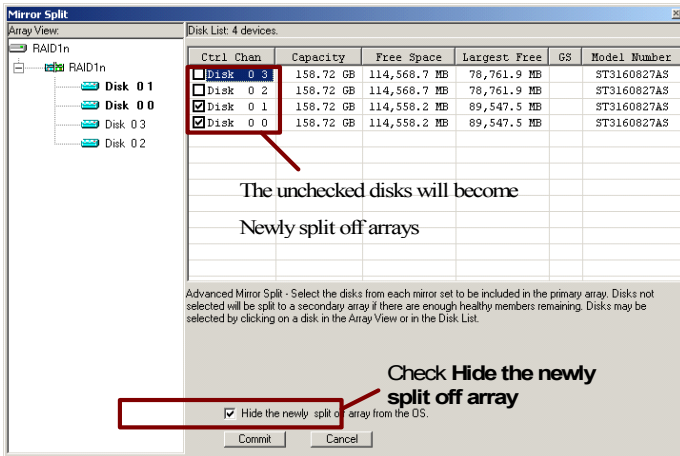 Mirror Split
Array View:
RAID1n
RAID1n
Disk 0 1
Disk 0 0
Disk 0 3
Disk 0 2
Disk List: 4 devices.
Ctrl Chan Capacity Free Space Largest Free GS Model Number
Disk 0 3 158.72 GB 114,568.7 MB 78,761.9 MB ST3160827AS
Disk 0 2 158.72 GB 114,568.7 MB 78,761.9 MB ST3160827AS
Disk 0 1 158.72 GB 114,558.2 MB 89,547.5 MB ST3160827AS
Disk 0 0 158.72 GB 114,558.2 MB 89,547.5 MB ST3160827AS
The unchecked disks will become
Newly split off arrays
Advanced Mirror Split - Select the disks from each mirror set to be included in the primary array. Disks not
selected will be split to a secondary array if there are enough healthy members remaining. Disks may be
selected by clicking on a disk in the Array View or in the Disk List.
Check Hide the newly
split off array
Hide the newly split off array from the OS.
Commit Cancel